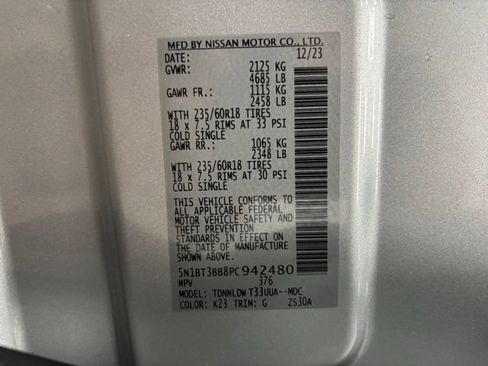 MFD BY NISSAN MOTOR CO., LTD.
DATE: 12/23
GVWR: 2125 KG
4685 LB
GAWR FR.: 1115 KG
2458 LB
WITH 235/60R18 TIRES
18 x 7.5 RIMS AT 33 PSI
COLD SINGLE
GAWR RR.: 1065 KG
2348 LB
WITH 235/60R18 TIRES
18 x 7.5 RIMS AT 30 PSI
COLD SINGLE
THIS VEHICLE CONFORMS TO
ALL APPLICABLE FEDERAL
MOTOR VEHICLE SAFETY AND
THEFT PREVENTION
STANDARDS IN EFFECT ON
THE DATE OF MANUFACTURE
SHOWN ABOVE.
5N1BT3BB8PC942480
MPV 376
MODEL: TDNNLDW T33UUA--MDC
COLOR: K23 TRIM: G ZS30A